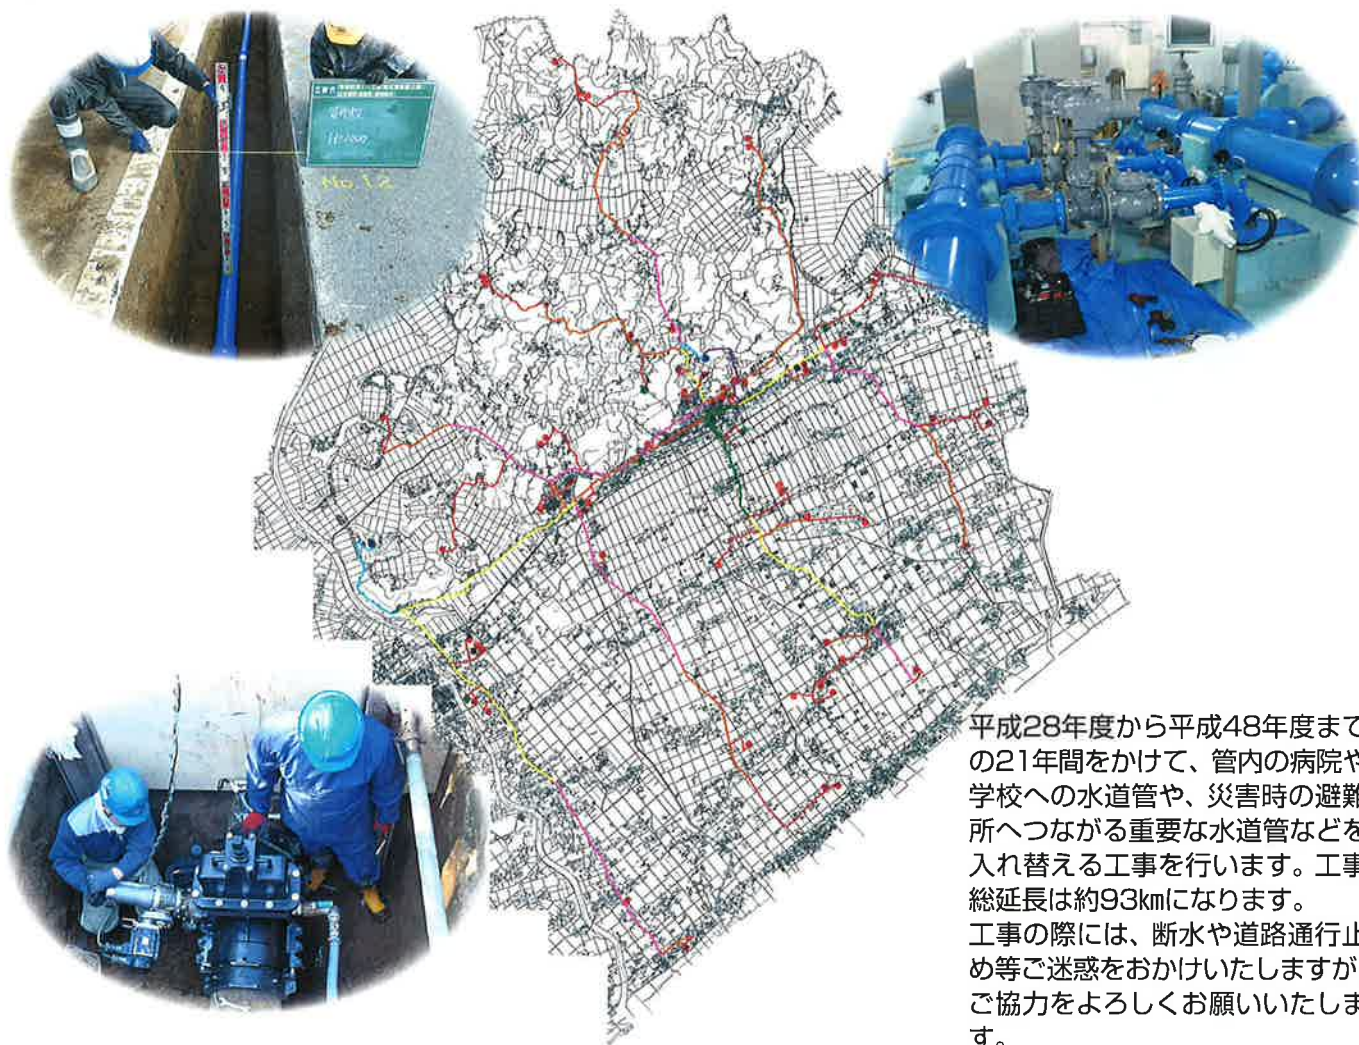 No.12
平成28年度から平成48年度まで
の21年間をかけて、管内の病院や
学校への水道管や、災害時の避難
所へつながる重要な水道管などを
入れ替える工事を行います。工事
総延長は約93㎞になります。
工事の際には、断水や道路通行止
め等ご迷惑をおかけいたしますが
ご協力をよろしくお願いいたしま
す。